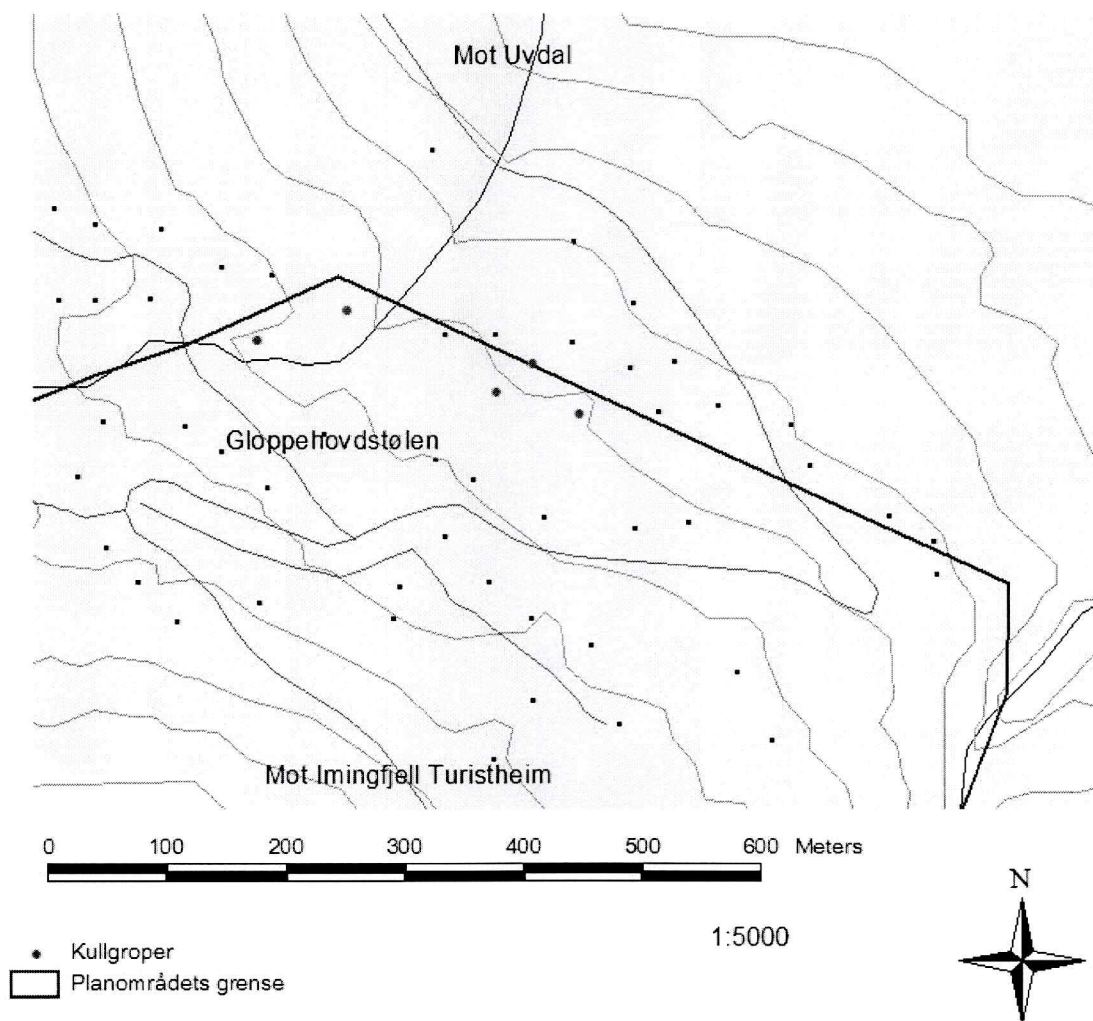 Mot Uvdal
Gloppehovdstølen
Mot Imingfjell Turistheim
0 100 200 300 400 500 600 Meters
1:5000
N
Kullgroper
Planområdets grense